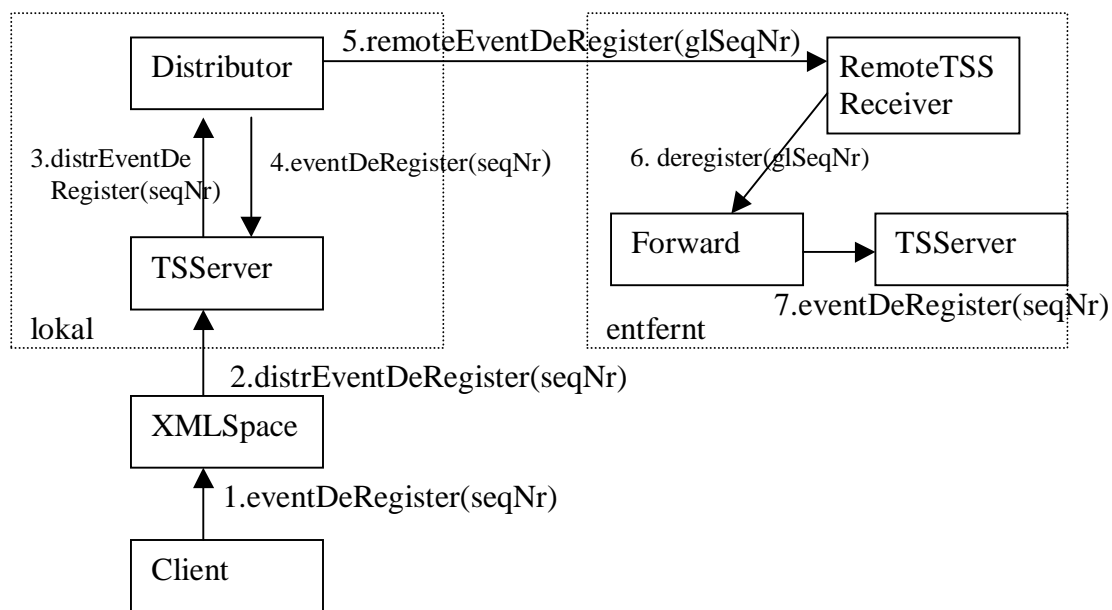 5.remoteEventDeRegister(glSeqNr)
Distributor
RemoteTSS
Receiver
3.distrEventDe
Register(seqNr)
4.eventDeRegister(seqNr)
6. deregister(glSeqNr)
TSServer
Forward
TSServer
7.eventDeRegister(seqNr)
lokal
entfernt
2.distrEventDeRegister(seqNr)
XMLSpace
1.eventDeRegister(seqNr)
Client